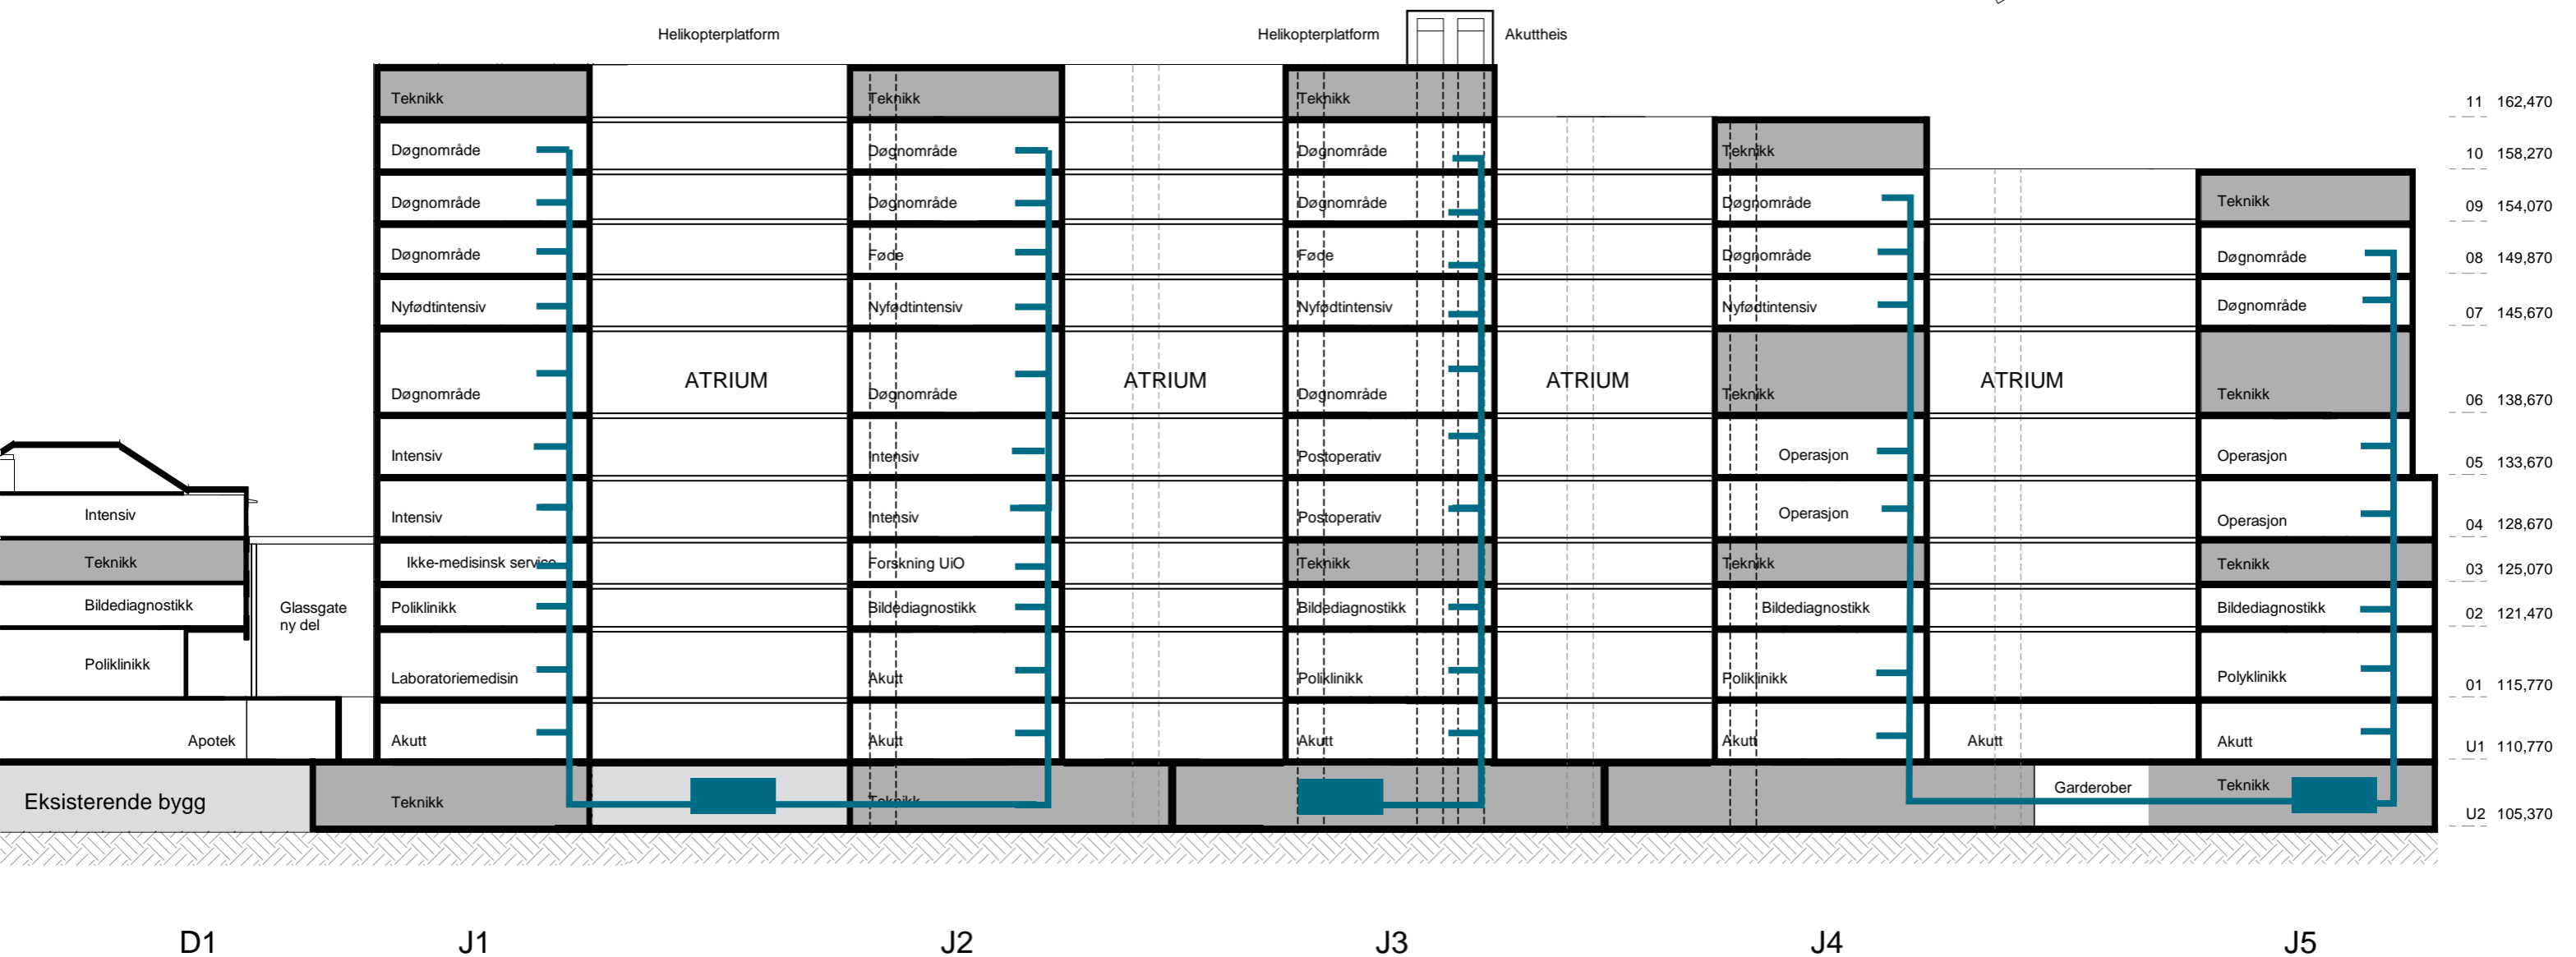 Helikopterplatform Helikopterplatform Akuttheis
Teknikk Teknikk Teknikk 11 162,470
Døgnområde Døgnområde Døgnområde Teknikk 10 158,270
Døgnområde Døgnområde Døgnområde Døgnområde Teknikk 09 154,070
Døgnområde Føde Føde Døgnområde Døgnområde 08 149,870
Nyfødtintensiv Nyfødtintensiv Nyfødtintensiv Nyfødtintensiv Døgnområde 07 145,670
ATRIUM ATRIUM ATRIUM ATRIUM
Døgnområde Døgnområde Døgnområde Teknikk Teknikk 06 138,670
Intensiv Intensiv Postoperativ Operasjon Operasjon 05 133,670
Intensiv Intensiv Intensiv Postoperativ Operasjon Operasjon 04 128,670
Teknikk Ikke-medisinsk service Forskning UiO Teknikk Teknikk Teknikk 03 125,070
Bildediagnostikk Glassgate Poliklinikk Bildediagnostikk Bildediagnostikk Bildediagnostikk Bildediagnostikk 02 121,470
ny del
Poliklinikk Laboratoriemedisin Akutt Poliklinikk Poliklinikk Polyklinikk 01 115,770
Apotek Akutt Akutt Akutt Akutt Akutt Akutt U1 110,770
Eksisterende bygg Teknikk Teknikk Garderober Teknikk U2 105,370
D1 J1 J2 J3 J4 J5